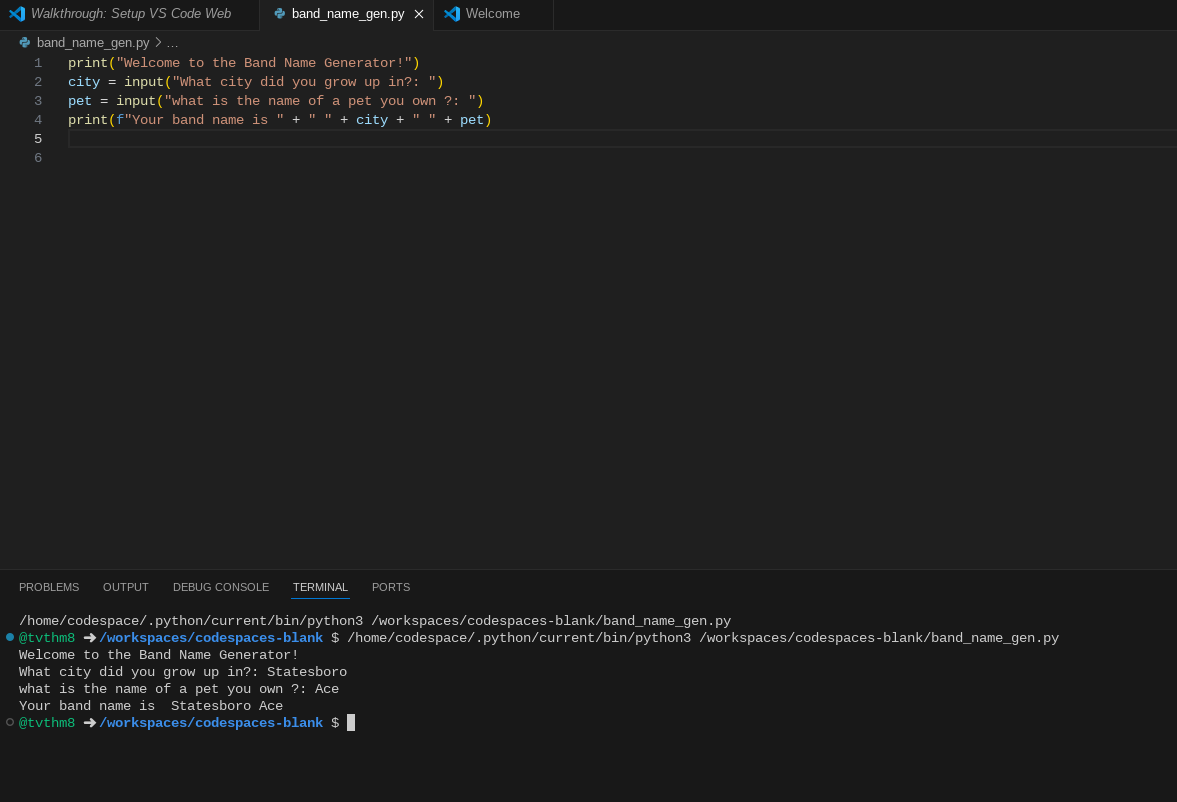 Walkthrough: Setup VS Code Web band_name_gen.py Welcome
band_name_gen.py > ...
1 print("Welcome to the Band Name Generator!")
2 city = input("What city did you grow up in?: ")
3 pet = input("what is the name of a pet you own ?: ")
4 print(f"Your band name is " + " " + city + " " + pet)
5
6
PROBLEMS OUTPUT DEBUG CONSOLE TERMINAL PORTS
/home/codespace/.python/current/bin/python3 /workspaces/codespaces-blank/band_name_gen.py
@tvthm8 ➜ /workspaces/codespaces-blank $ /home/codespace/.python/current/bin/python3 /workspaces/codespaces-blank/band_name_gen.py
Welcome to the Band Name Generator!
What city did you grow up in?: Statesboro
what is the name of a pet you own ?: Ace
Your band name is  Statesboro Ace
@tvthm8 ➜ /workspaces/codespaces-blank $